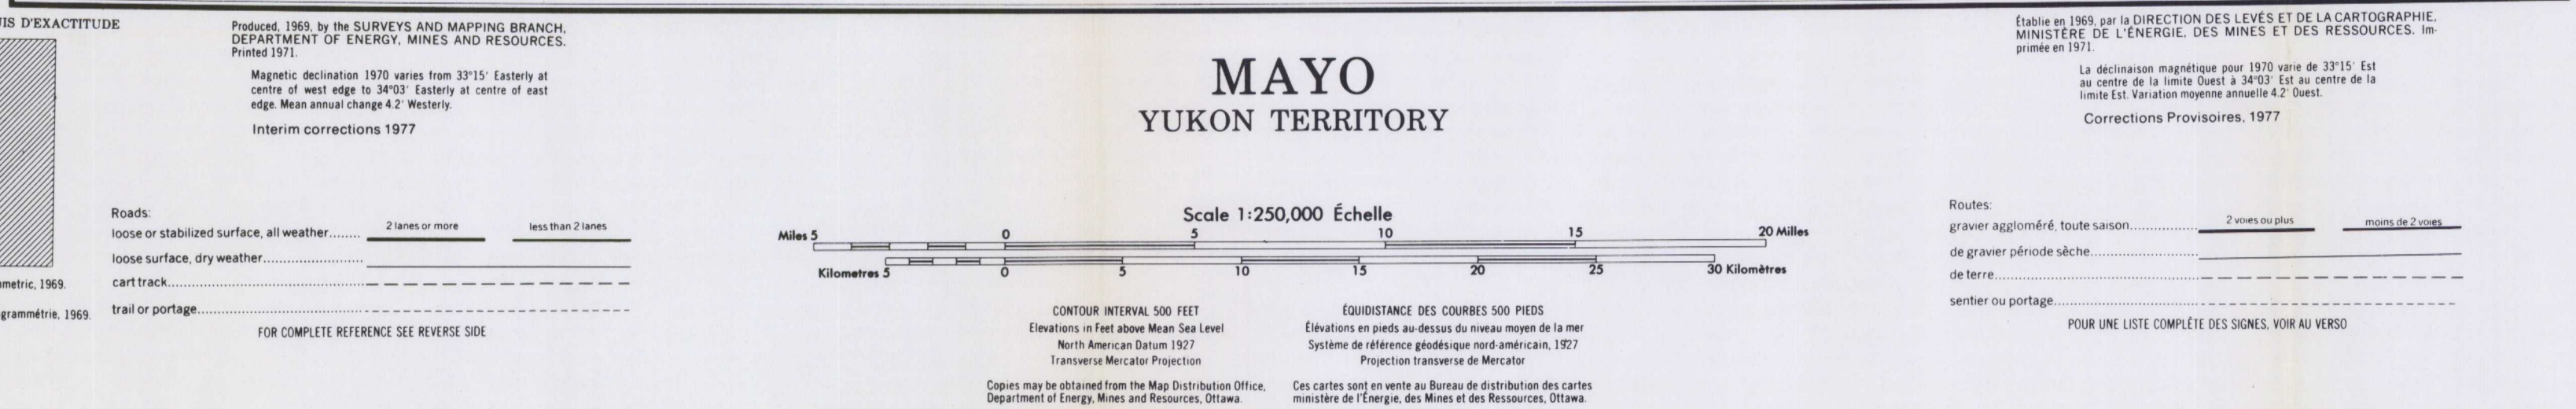 IS D'EXACTITUDE
metric, 1969.
grammétrie, 1969.
Produced, 1969, by the SURVEYS AND MAPPING BRANCH,
DEPARTMENT OF ENERGY, MINES AND RESOURCES.
Printed 1971.
Magnetic declination 1970 varies from 33°15' Easterly at
centre of west edge to 34°03' Easterly at centre of east
edge. Mean annual change 4.2' Westerly.
Interim corrections 1977
Roads:
loose or stabilized surface, all weather........ 2 lanes or more less than 2 lanes
loose surface, dry weather
cart track
trail or portage
FOR COMPLETE REFERENCE SEE REVERSE SIDE
MAYO
YUKON TERRITORY
Scale 1:250,000 Échelle
Miles 5 0 5 10 15 20 Milles
Kilometres 5 0 5 10 15 20 25 30 Kilomètres
CONTOUR INTERVAL 500 FEET
Elevations in Feet above Mean Sea Level
North American Datum 1927
Transverse Mercator Projection
Copies may be obtained from the Map Distribution Office,
Department of Energy, Mines and Resources, Ottawa.
ÉQUIDISTANCE DES COURBES 500 PIEDS
Élévations en pieds au-dessus du niveau moyen de la mer
Système de référence géodésique nord-américain, 1927
Projection transverse de Mercator
Ces cartes sont en vente au Bureau de distribution des cartes
ministère de l'Énergie, des Mines et des Ressources, Ottawa.
Établie en 1969, par la DIRECTION DES LEVÉS ET DE LA CARTOGRAPHIE,
MINISTÈRE DE L'ÉNERGIE, DES MINES ET DES RESSOURCES. Im-
primée en 1971.
La déclinaison magnétique pour 1970 varie de 33°15' Est
au centre de la limite Ouest à 34°03' Est au centre de la
limite Est. Variation moyenne annuelle 4.2' Ouest.
Corrections Provisoires, 1977
Routes:
gravier aggloméré, toute saison................ 2 voies ou plus moins de 2 voies
de gravier période sèche
de terre
sentier ou portage
POUR UNE LISTE COMPLÈTE DES SIGNES, VOIR AU VERSO